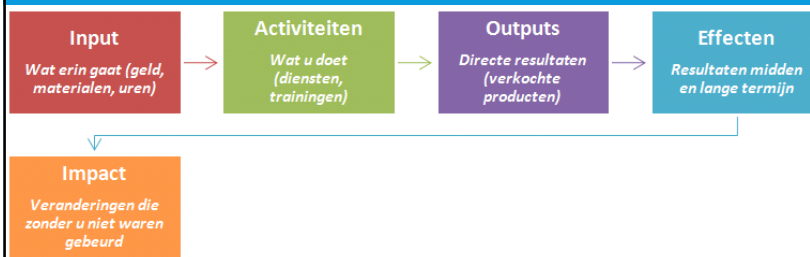 Input
Wat erin gaat (geld,
materialen, uren)
Activiteiten
Wat u doet
(diensten,
trainingen)
Outputs
Directe resultaten
(verkochte
producten)
Effecten
Resultaten midden
en lange termijn
Impact
Veranderingen die
zonder u niet waren
gebeurd